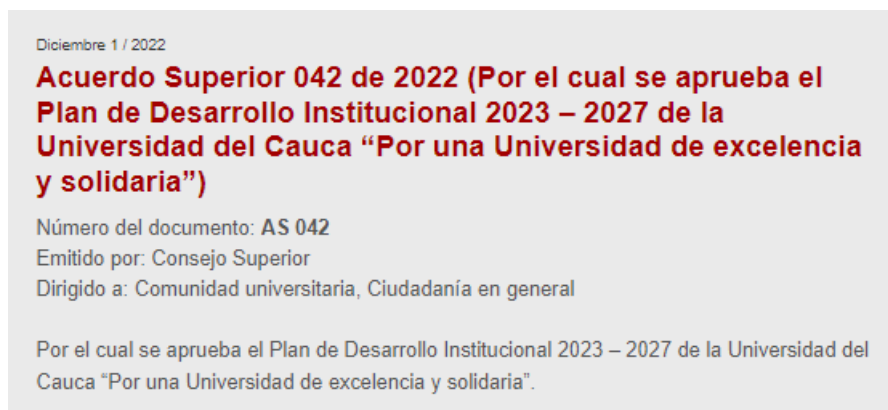 Diciembre 1 / 2022
Acuerdo Superior 042 de 2022 (Por el cual se aprueba el
Plan de Desarrollo Institucional 2023 – 2027 de la
Universidad del Cauca “Por una Universidad de excelencia
y solidaria”)
Número del documento: AS 042
Emitido por: Consejo Superior
Dirigido a: Comunidad universitaria, Ciudadanía en general
Por el cual se aprueba el Plan de Desarrollo Institucional 2023 – 2027 de la Universidad del
Cauca “Por una Universidad de excelencia y solidaria”.